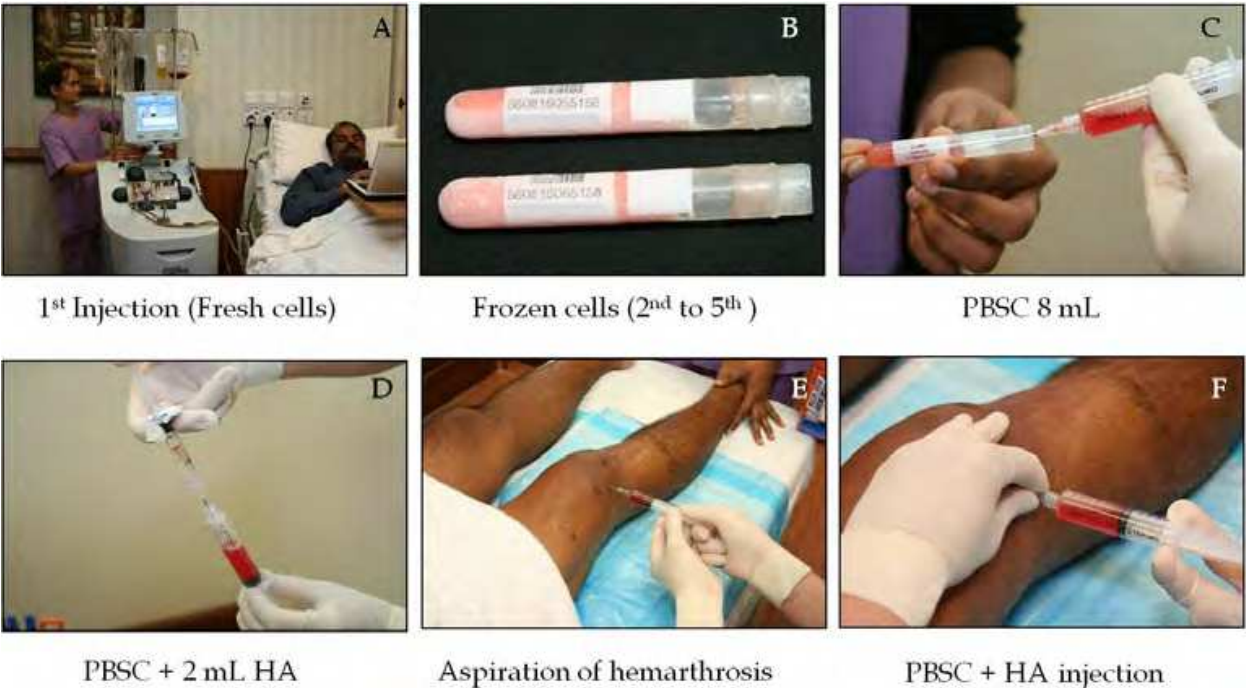 A
B
C
1st Injection (Fresh cells)
Frozen cells (2nd to 5th )
PBSC 8 mL
D
E
F
PBSC + 2 mL HA
Aspiration of hemarthrosis
PBSC + HA injection